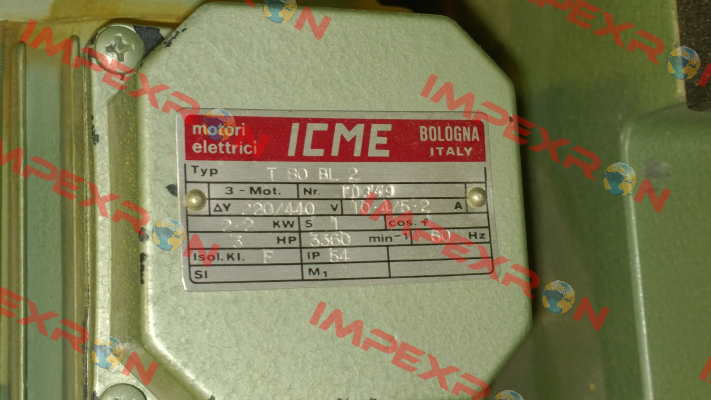 IMPEXRON
IMPEXRON
IMPEXRON
motori elettrici ICME BOLOGNA ITALY
Typ T 80 BL 2
3 - Mot. Nr.
ΔY 220/440 V A
2.2 KW S 1 cos. φ
3 HP 3360 min-1 60 Hz
Isol. Kl. F IP 54
SI M1
IMPEXRON
IMPEXRON
IMPEXRON